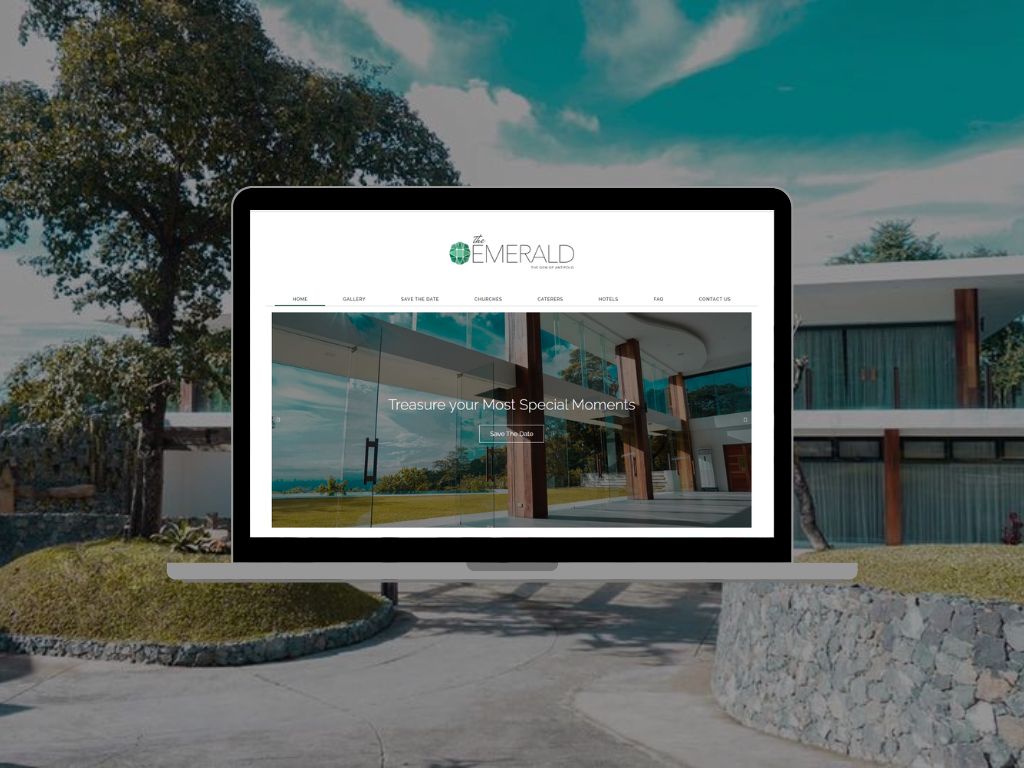 the
EMERALD
THE GEM OF ANTIPOLO
HOME GALLERY SAVE THE DATE CHURCHES CATERERS HOTELS FAQ CONTACT US
Treasure your Most Special Moments
Save The Date